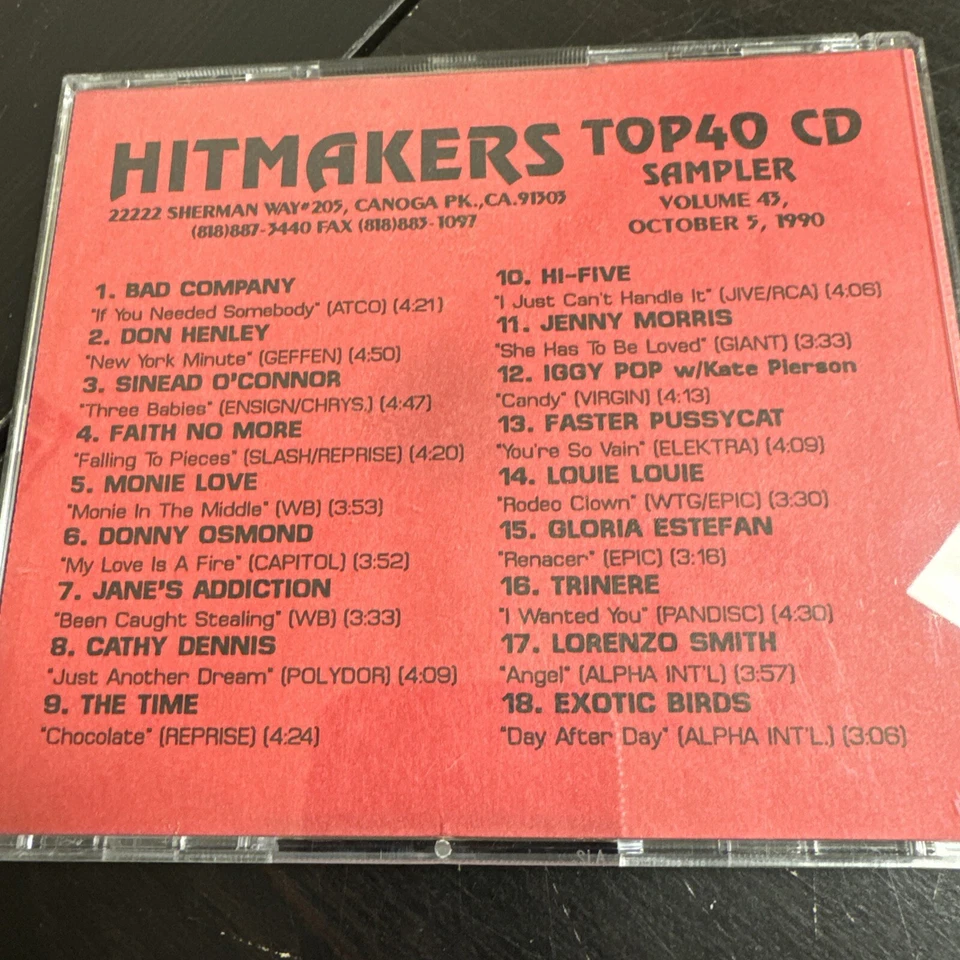 HITMAKERS TOP40 CD
SAMPLER
22222 SHERMAN WAY#205, CANOGA PK.,CA.91303
(818)887-3440 FAX (818)883-1097
VOLUME 43,
OCTOBER 5, 1990
1. BAD COMPANY
"If You Needed Somebody" (ATCO) (4:21)
2. DON HENLEY
"New York Minute" (GEFFEN) (4:50)
3. SINEAD O'CONNOR
"Three Babies" (ENSIGN/CHRYS.) (4:47)
4. FAITH NO MORE
"Falling To Pieces" (SLASH/REPRISE) (4:20)
5. MONIE LOVE
"Monie In The Middle" (WB) (3:53)
6. DONNY OSMOND
"My Love Is A Fire" (CAPITOL) (3:52)
7. JANE'S ADDICTION
"Been Caught Stealing" (WB) (3:33)
8. CATHY DENNIS
"Just Another Dream" (POLYDOR) (4:09)
9. THE TIME
"Chocolate" (REPRISE) (4:24)
10. HI-FIVE
"I Just Can't Handle It" (JIVE/RCA) (4:06)
11. JENNY MORRIS
"She Has To Be Loved" (GIANT) (3:33)
12. IGGY POP w/Kate Pierson
"Candy" (VIRGIN) (4:13)
13. FASTER PUSSYCAT
"You're So Vain" (ELEKTRA) (4:09)
14. LOUIE LOUIE
"Rodeo Clown" (WTG/EPIC) (3:30)
15. GLORIA ESTEFAN
"Renacer" (EPIC) (3:16)
16. TRINERE
"I Wanted You" (PANDISC) (4:30)
17. LORENZO SMITH
"Angel" (ALPHA INT'L) (3:57)
18. EXOTIC BIRDS
"Day After Day" (ALPHA INT'L.) (3:06)